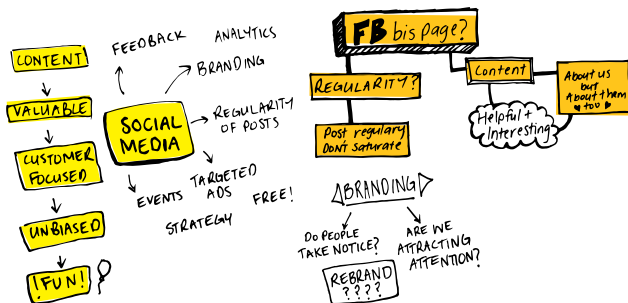 CONTENT
VALUABLE
CUSTOMER
FOCUSED
UNBIASED
!FUN!
FEEDBACK
ANALYTICS
BRANDING
SOCIAL
MEDIA
REGULARITY
OF POSTS
EVENTS
TARGETED
ADS
FREE!
STRATEGY
FB bis page?
REGULARITY?
Post regulary
Don't saturate
Content
Helpful +
Interesting
About us
but
About them
too
BRANDING
DO PEOPLE
TAKE NOTICE?
REBRAND
????
ARE WE
ATTRACTING
ATTENTION?